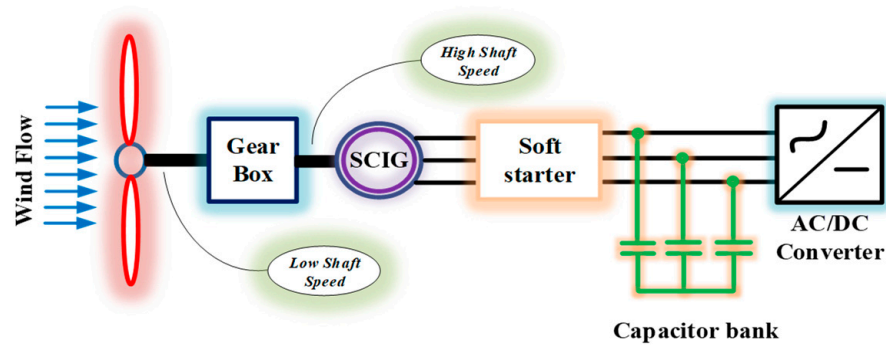 Wind Flow
Gear
Box
High Shaft
Speed
Low Shaft
Speed
SCIG
Soft
starter
Capacitor bank
AC/DC
Converter